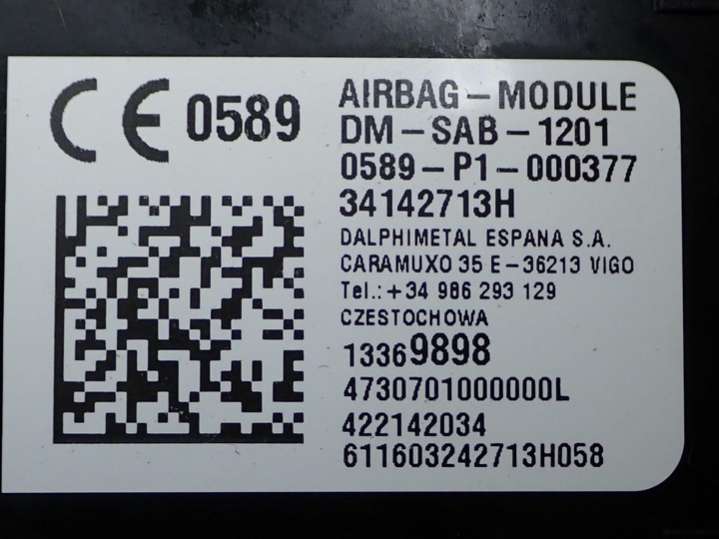 CE 0589
AIRBAG-MODULE
DM-SAB-1201
0589-P1-000377
34142713H
DALPHIMETAL ESPANA S.A.
CARAMUXO 35 E-36213 VIGO
Tel.:+34 986 293 129
CZESTOCHOWA
13369898
4730701000000L
422142034
611603242713H058